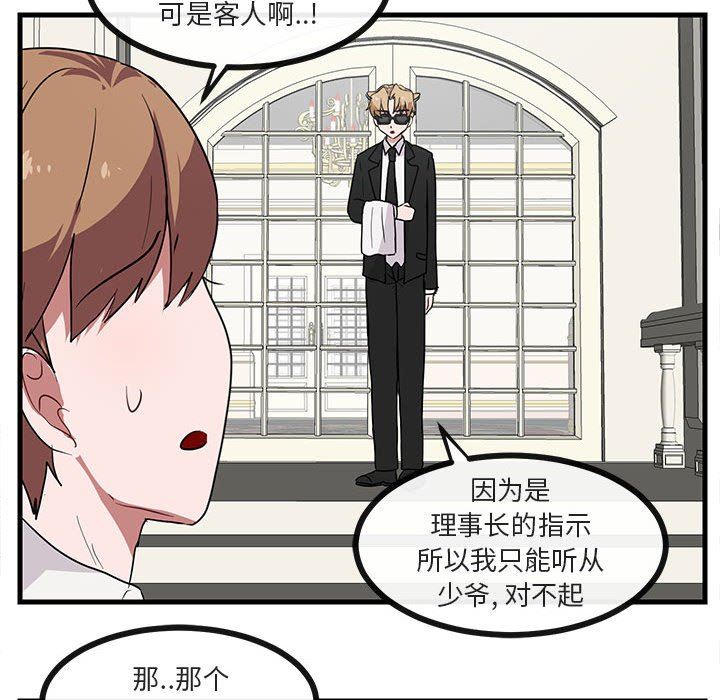 可是客人啊..!
因为是
理事长的指示
所以我只能听从
少爷, 对不起
那..那个